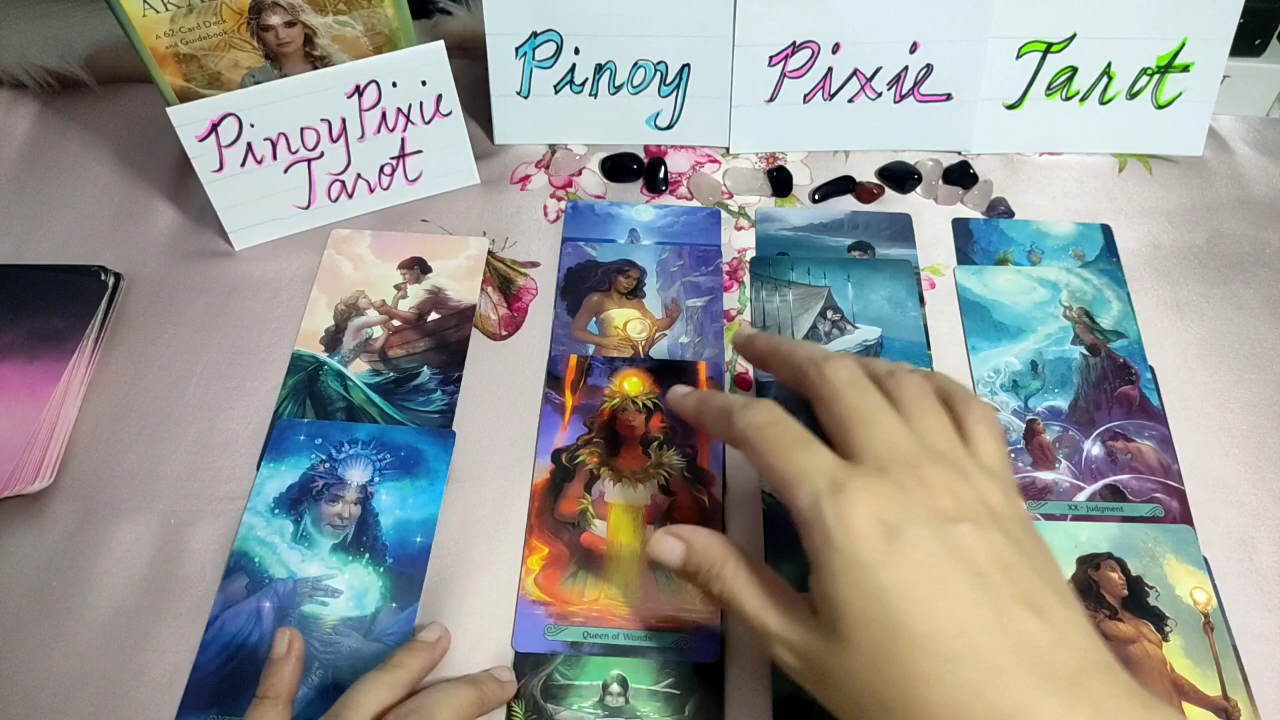 A 62-Card Deck
and Guidebook
Pinoy Pixie
Tarot
Pinoy Pixie Tarot
XX - Judgment
Queen of Wands